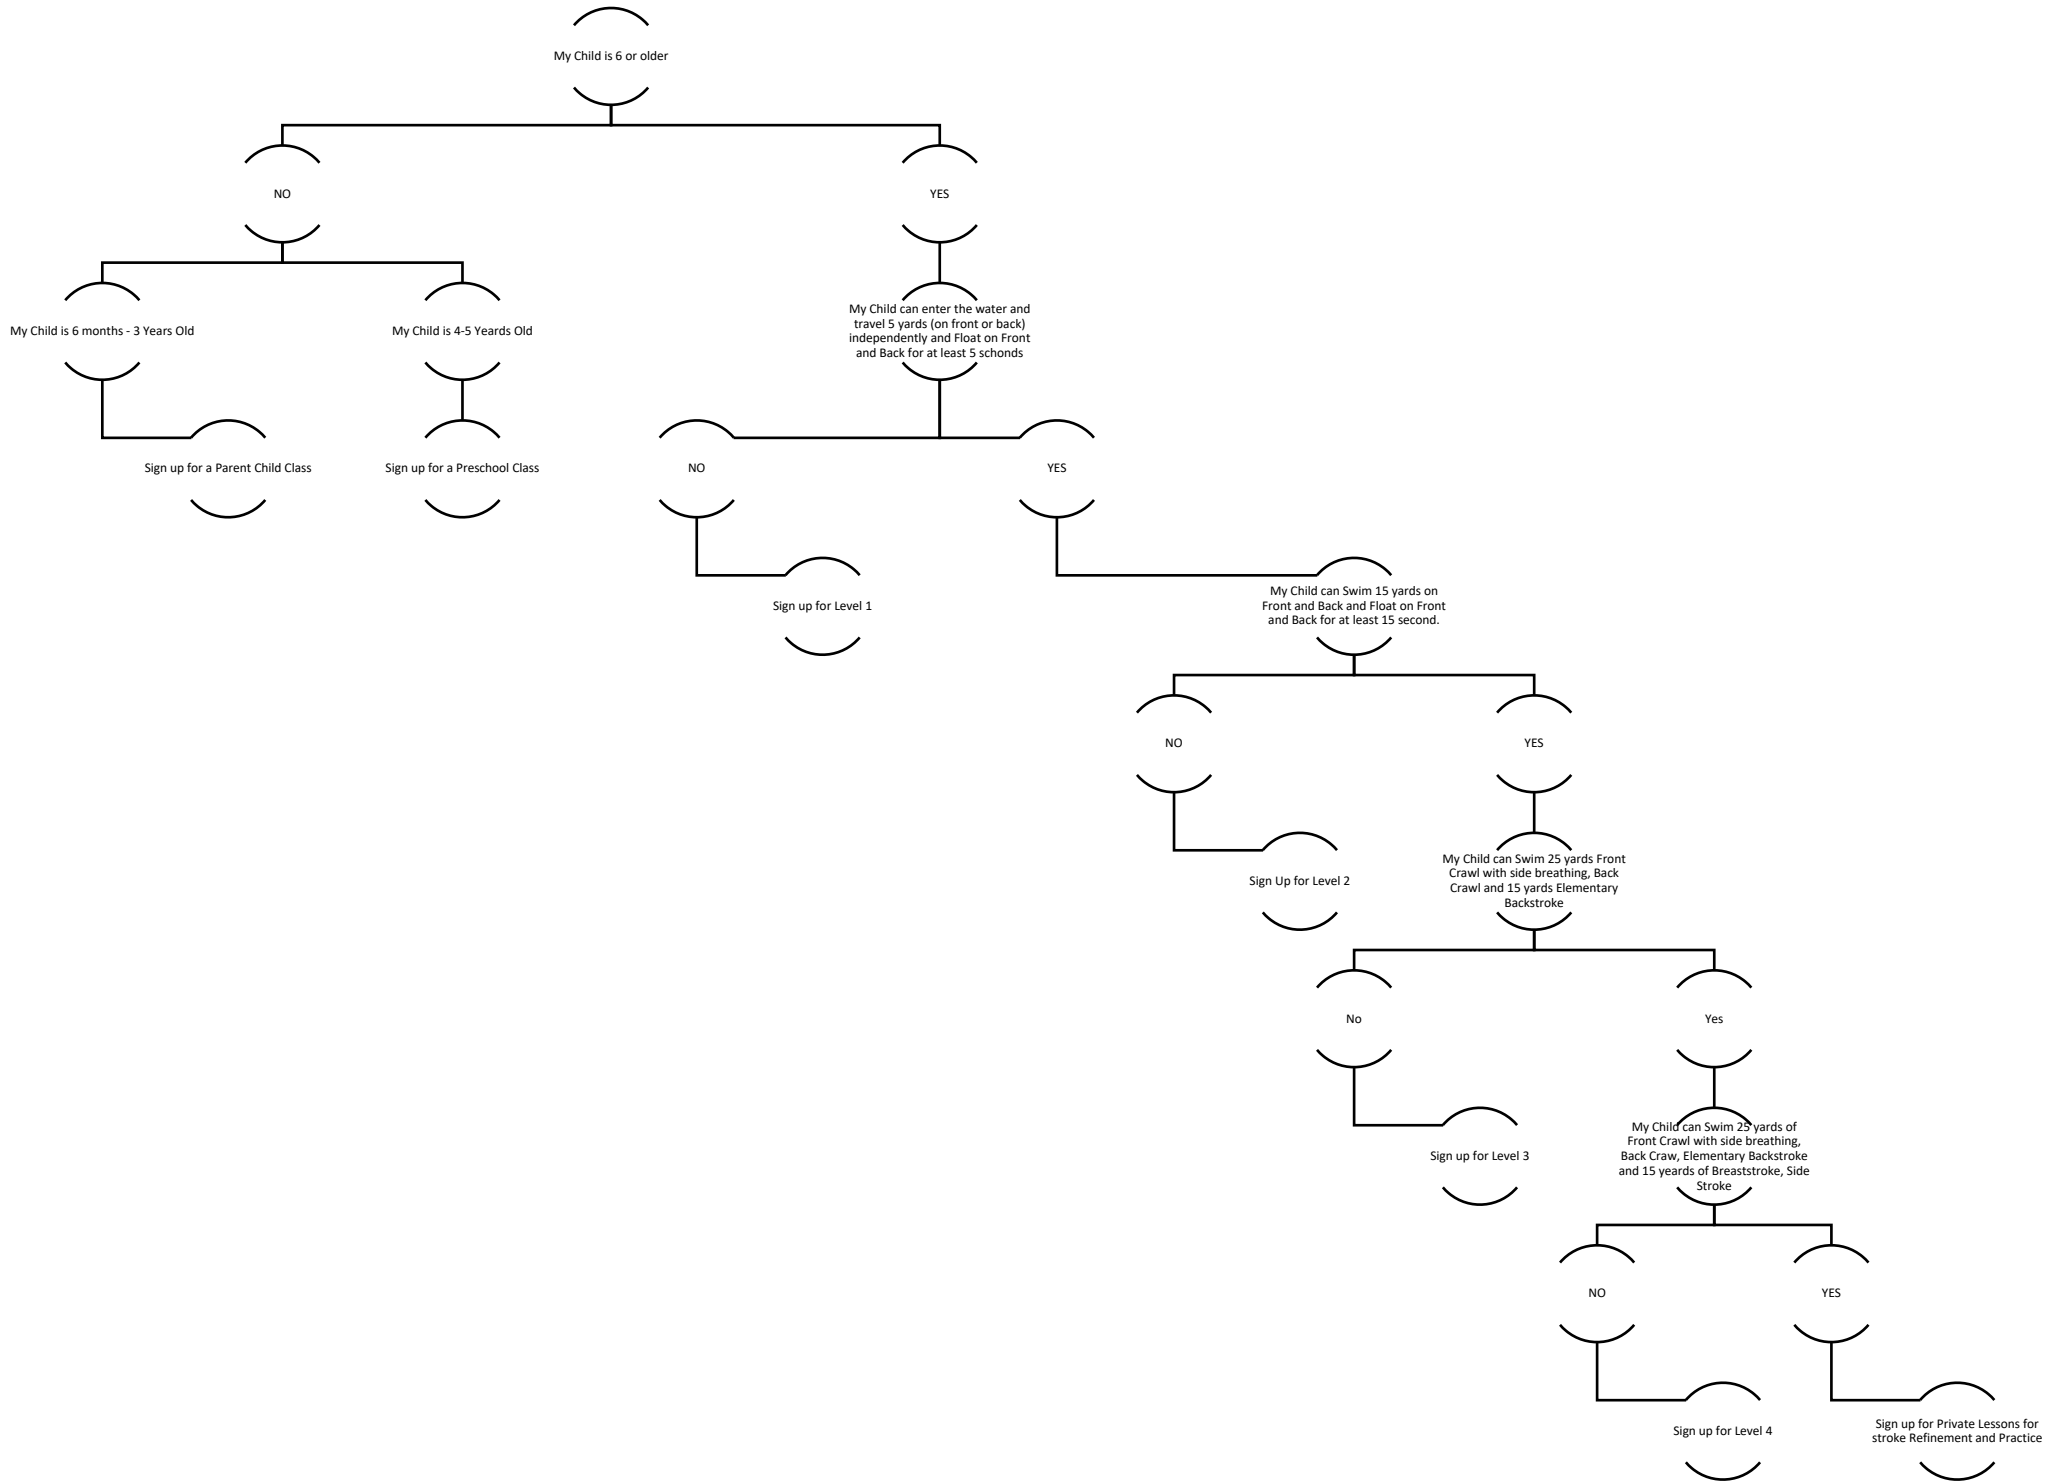 My Child is 6 or older
NO
YES
My Child is 6 months - 3 Years Old
My Child is 4-5 Yeards Old
My Child can enter the water and
travel 5 yards (on front or back)
independently and Float on Front
and Back for at least 5 schonds
Sign up for a Parent Child Class
Sign up for a Preschool Class
NO
YES
Sign up for Level 1
My Child can Swim 15 yards on
Front and Back and Float on Front
and Back for at least 15 second.
NO
YES
Sign Up for Level 2
My Child can Swim 25 yards Front
Crawl with side breathing, Back
Crawl and 15 yards Elementary
Backstroke
No
Yes
Sign up for Level 3
My Child can Swim 25 yards of
Front Crawl with side breathing,
Back Craw, Elementary Backstroke
and 15 yeards of Breaststroke, Side
Stroke
NO
YES
Sign up for Level 4
Sign up for Private Lessons for
stroke Refinement and Practice